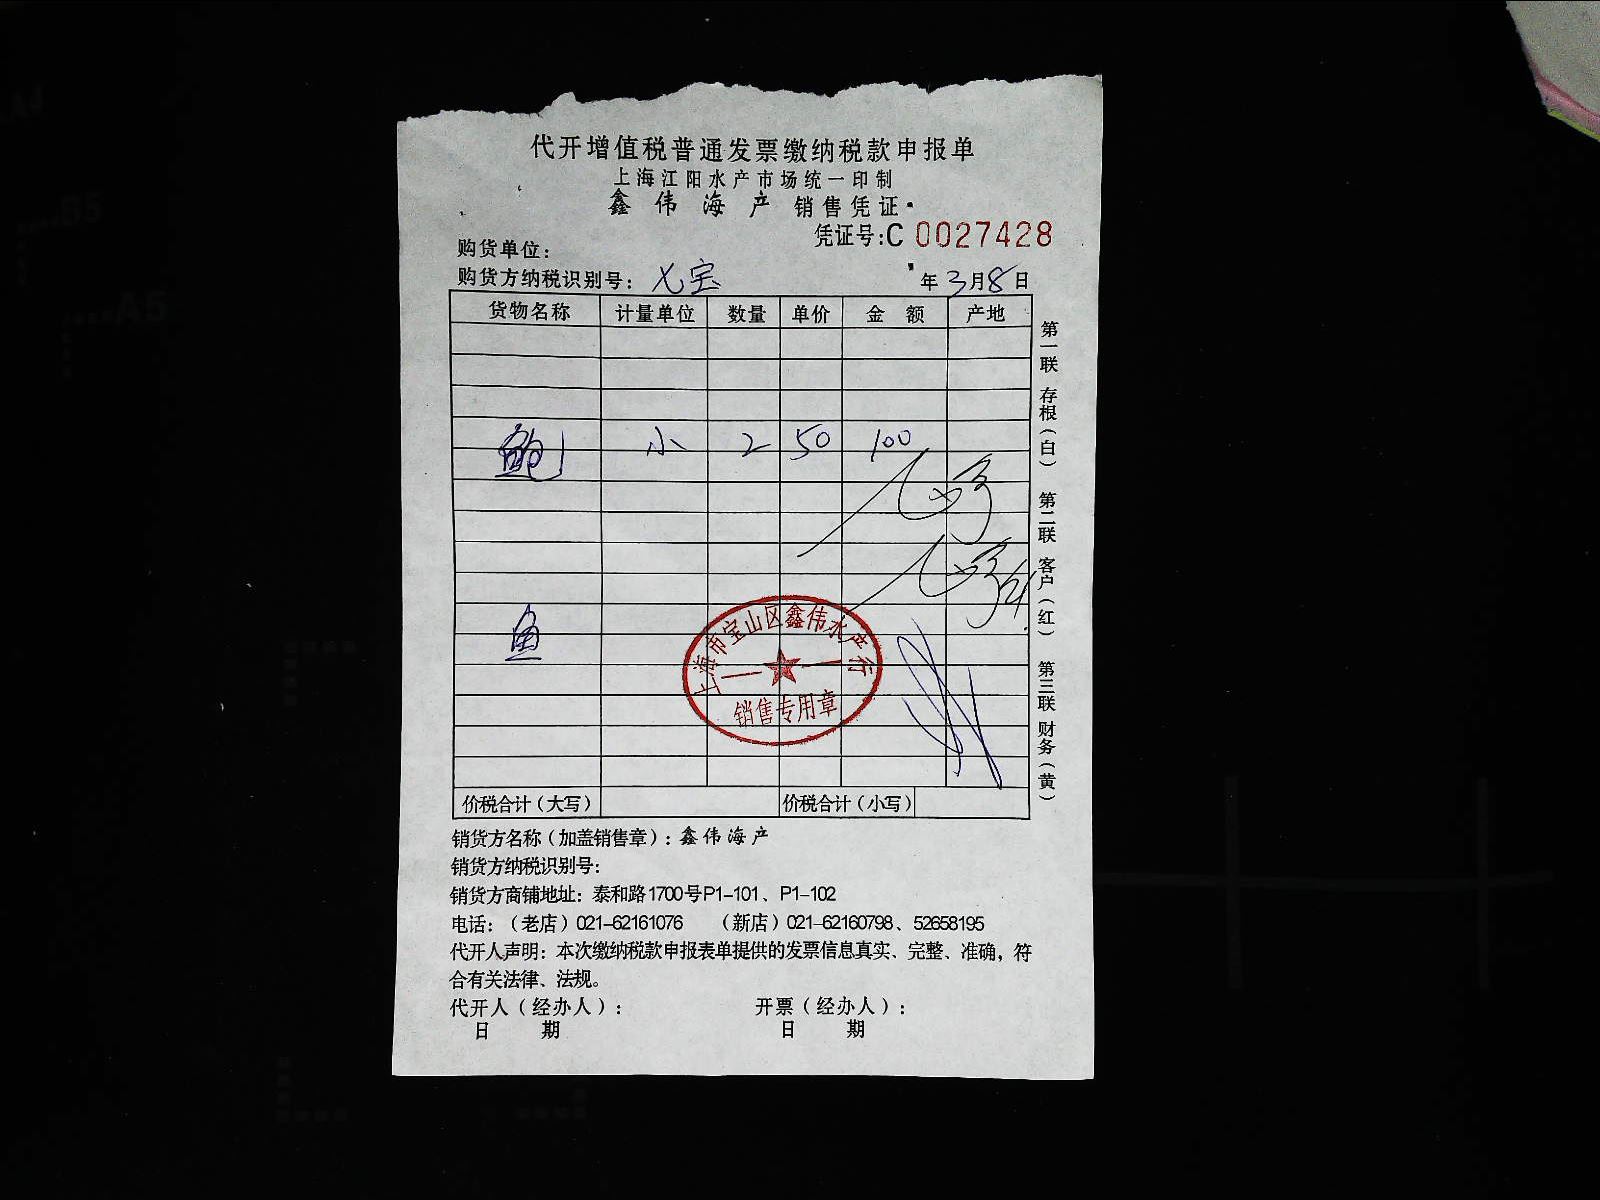 代开增值税普通发票缴纳税款申报单
上海江阳水产市场统一印制
鑫伟海产 销售凭证
凭证号:C 0027428
购货单位:
购货方纳税识别号: 七宝 年3月8日
货物名称 计量单位 数量 单价 金额 产地
小 2 50 100
鱼
上海市宝山区鑫伟水产行
销售专用章
价税合计(大写) 价税合计(小写)
第一联 存根(白) 第二联 客户(红) 第三联 财务(黄)
销货方名称(加盖销售章): 鑫伟海产
销货方纳税识别号:
销货方商铺地址: 泰和路1700号P1-101、P1-102
电话:(老店)021-62161076 (新店)021-62160798、52658195
代开人声明: 本次缴纳税款申报表单提供的发票信息真实、完整、准确,符
合有关法律、法规。
代开人(经办人): 开票(经办人):
日 期 日 期